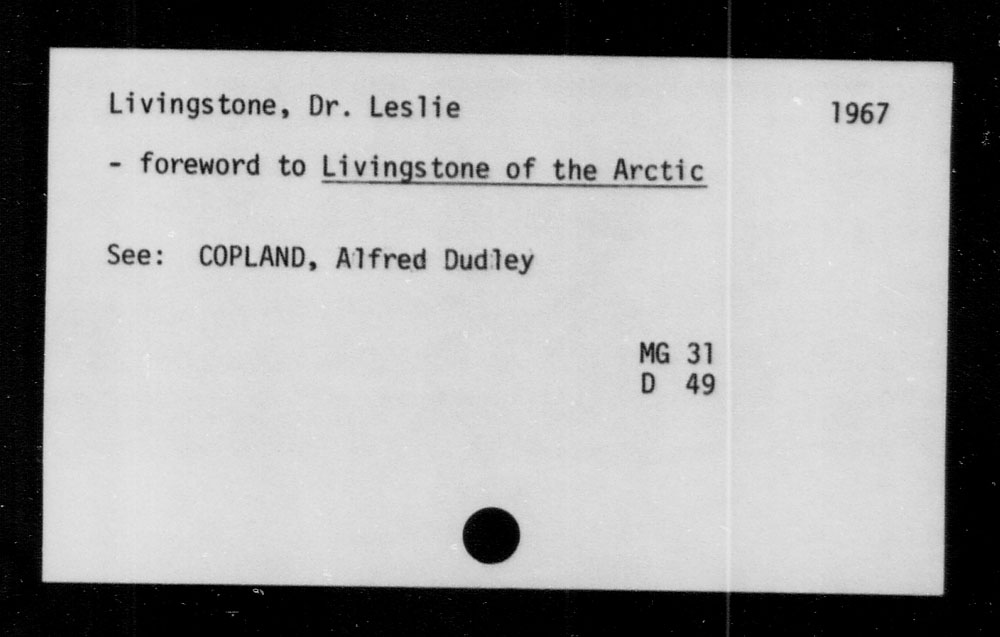 Livingstone, Dr. Leslie 1967
- foreword to Livingstone of the Arctic
See: COPLAND, Alfred Dudley
MG 31
D 49